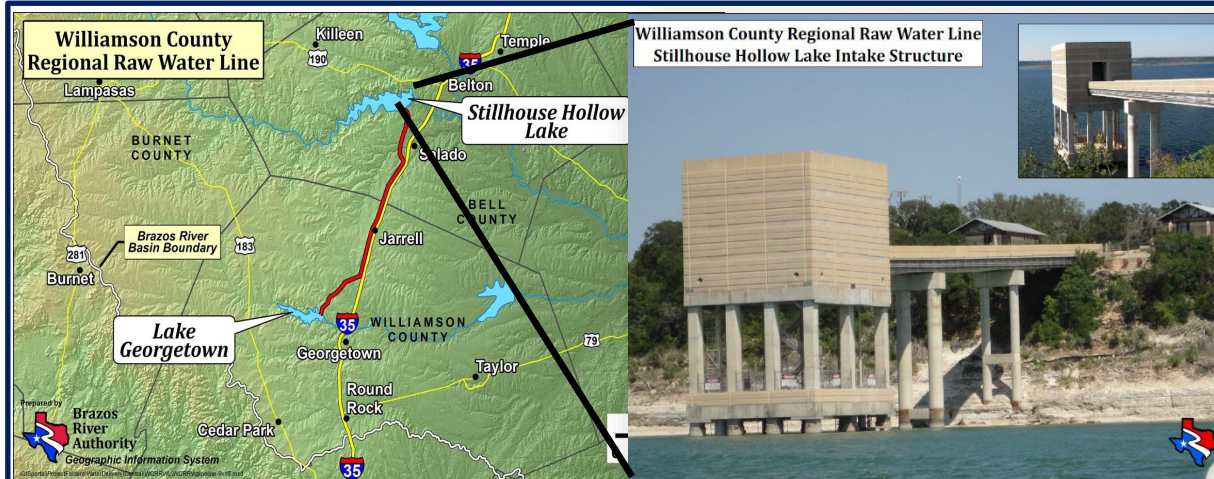 Williamson County
Regional Raw Water Line
Killeen
190
Temple
35
Belton
Lampasas
Stillhouse Hollow
Lake
BURNET
COUNTY
Salado
BELL
COUNTY
Brazos River
Basin Boundary
183
Jarrell
281
Burnet
Lake
Georgetown
35
WILLIAMSON
COUNTY
Georgetown
79
Taylor
Round
Rock
Cedar Park
Prepared by
Brazos
River
Authority
Geographic Information System
35
Williamson County Regional Raw Water Line
Stillhouse Hollow Lake Intake Structure